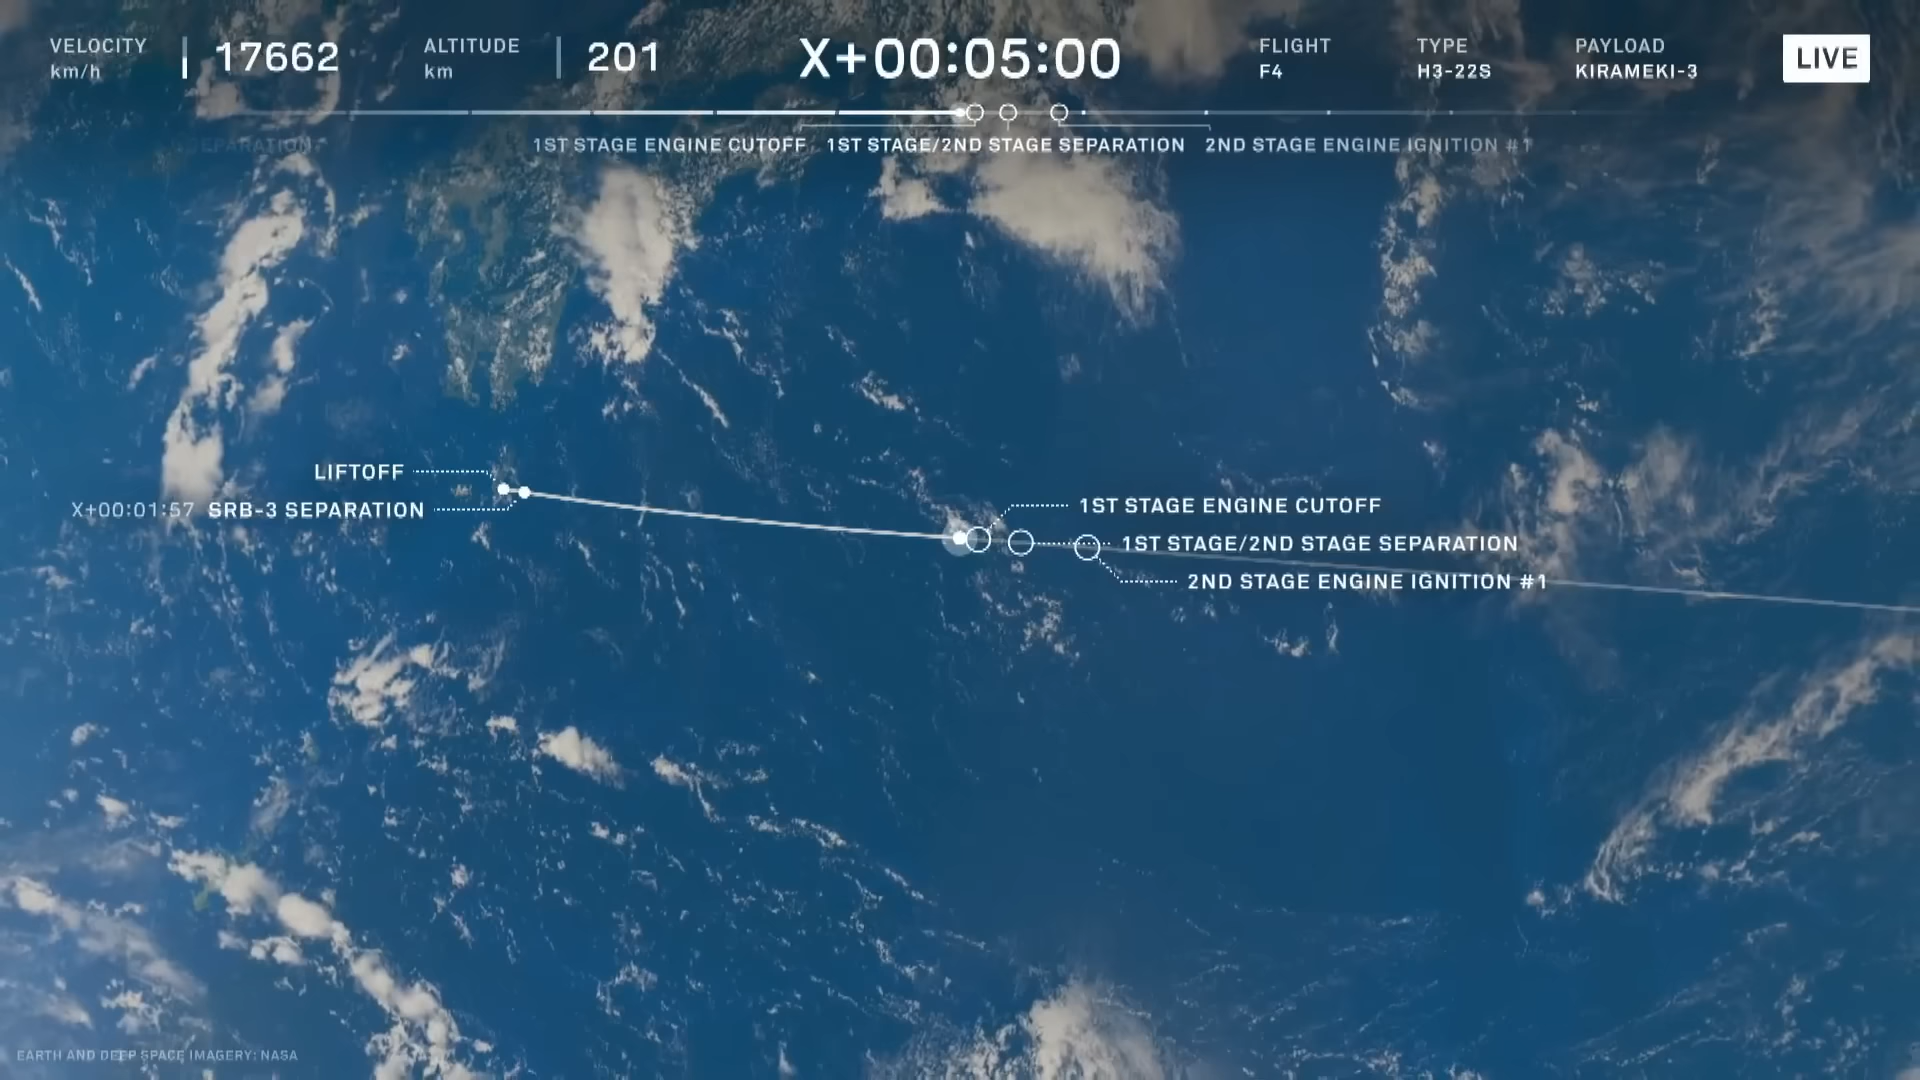 VELOCITY
km/h
17662
ALTITUDE
km
201
X+00:05:00
FLIGHT
F4
TYPE
H3-22S
PAYLOAD
KIRAMEKI-3
LIVE
SEPARATION
1ST STAGE ENGINE CUTOFF
1ST STAGE/2ND STAGE SEPARATION
2ND STAGE ENGINE IGNITION #1
LIFTOFF
X+00:01:57 SRB-3 SEPARATION
1ST STAGE ENGINE CUTOFF
1ST STAGE/2ND STAGE SEPARATION
2ND STAGE ENGINE IGNITION #1
EARTH AND DEEP SPACE IMAGERY: NASA